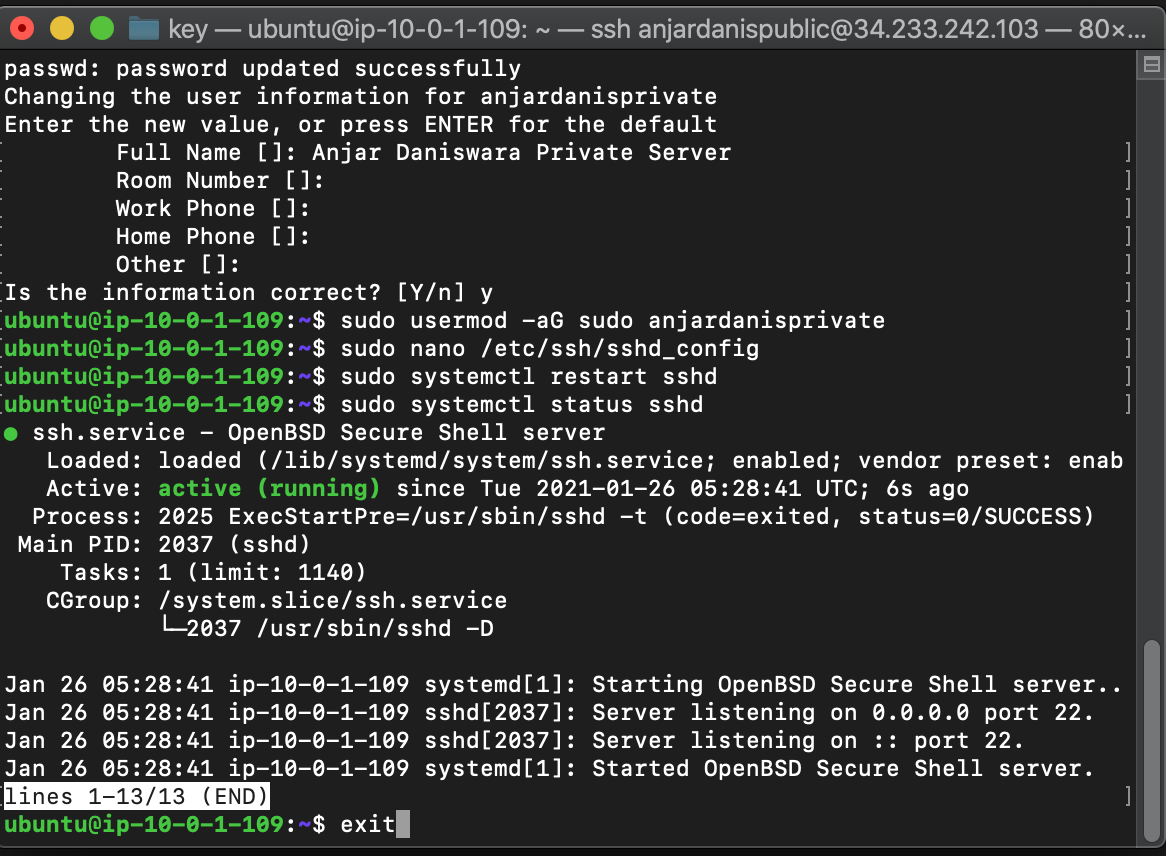 key — ubuntu@ip-10-0-1-109: ~ — ssh anjardanispublic@34.233.242.103 — 80×...
passwd: password updated successfully
Changing the user information for anjardanisprivate
Enter the new value, or press ENTER for the default
[        Full Name []: Anjar Daniswara Private Server                            ]
[        Room Number []:                                                         ]
[        Work Phone []:                                                          ]
[        Home Phone []:                                                          ]
[        Other []:                                                               ]
[Is the information correct? [Y/n] y                                             ]
[ubuntu@ip-10-0-1-109:~$ sudo usermod -aG sudo anjardanisprivate                 ]
[ubuntu@ip-10-0-1-109:~$ sudo nano /etc/ssh/sshd_config                          ]
[ubuntu@ip-10-0-1-109:~$ sudo systemctl restart sshd                             ]
[ubuntu@ip-10-0-1-109:~$ sudo systemctl status sshd                              ]
● ssh.service - OpenBSD Secure Shell server
   Loaded: loaded (/lib/systemd/system/ssh.service; enabled; vendor preset: enab
   Active: active (running) since Tue 2021-01-26 05:28:41 UTC; 6s ago
  Process: 2025 ExecStartPre=/usr/sbin/sshd -t (code=exited, status=0/SUCCESS)
 Main PID: 2037 (sshd)
    Tasks: 1 (limit: 1140)
   CGroup: /system.slice/ssh.service
           └─2037 /usr/sbin/sshd -D
Jan 26 05:28:41 ip-10-0-1-109 systemd[1]: Starting OpenBSD Secure Shell server..
Jan 26 05:28:41 ip-10-0-1-109 sshd[2037]: Server listening on 0.0.0.0 port 22.
Jan 26 05:28:41 ip-10-0-1-109 sshd[2037]: Server listening on :: port 22.
Jan 26 05:28:41 ip-10-0-1-109 systemd[1]: Started OpenBSD Secure Shell server.
[lines 1-13/13 (END)                                                             ]
ubuntu@ip-10-0-1-109:~$ exit